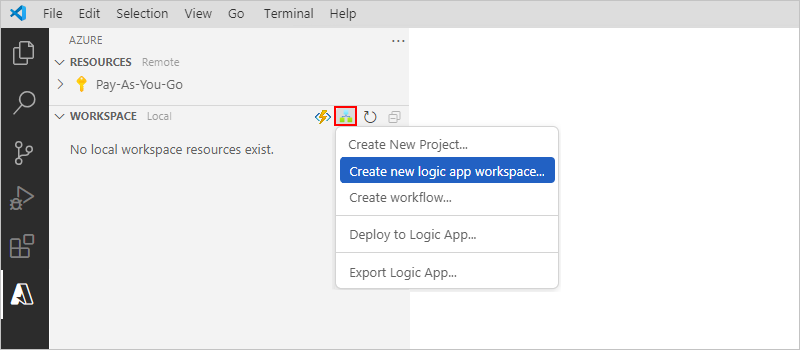 File Edit Selection View Go Terminal Help
AZURE
RESOURCES Remote
Pay-As-You-Go
WORKSPACE Local
No local workspace resources exist.
Create New Project...
Create new logic app workspace...
Create workflow...
Deploy to Logic App...
Export Logic App...